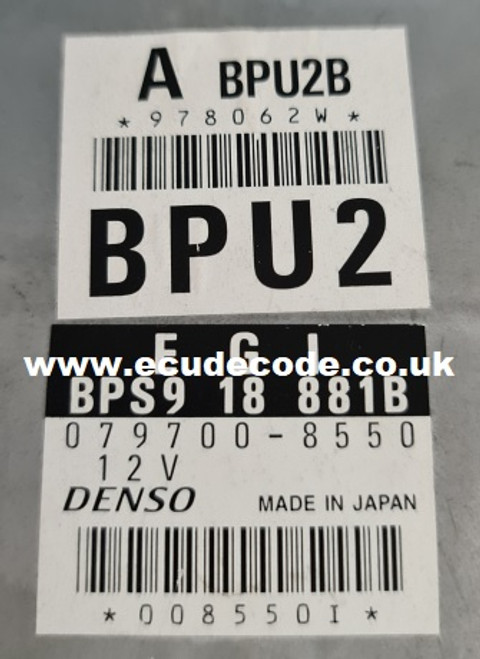 A BPU2B
*978062W*
BPU2
E G I
www.ecudecode.co.uk
BPS9 18 881B
079700-8550
12V
DENSO MADE IN JAPAN
*008550I*